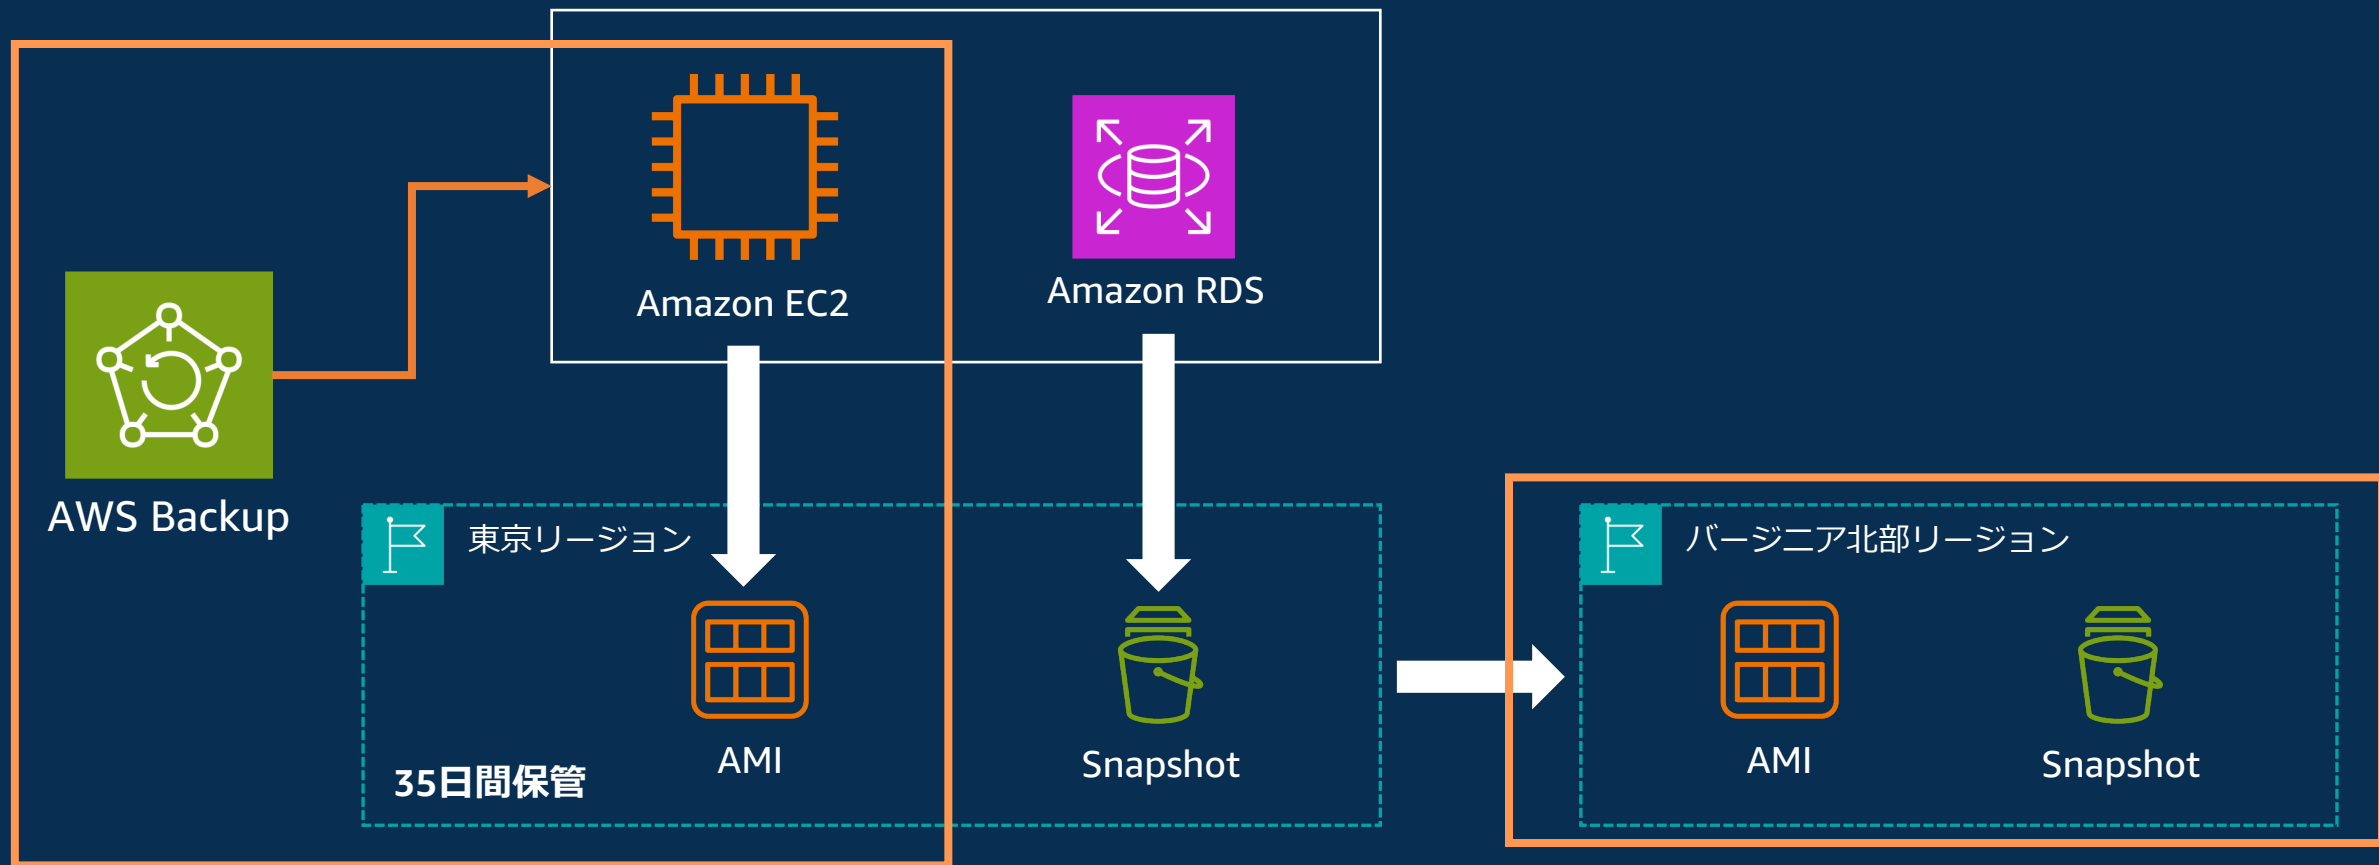 Amazon EC2
Amazon RDS
AWS Backup
東京リージョン
バージニア北部リージョン
AMI
Snapshot
AMI
Snapshot
35日間保管